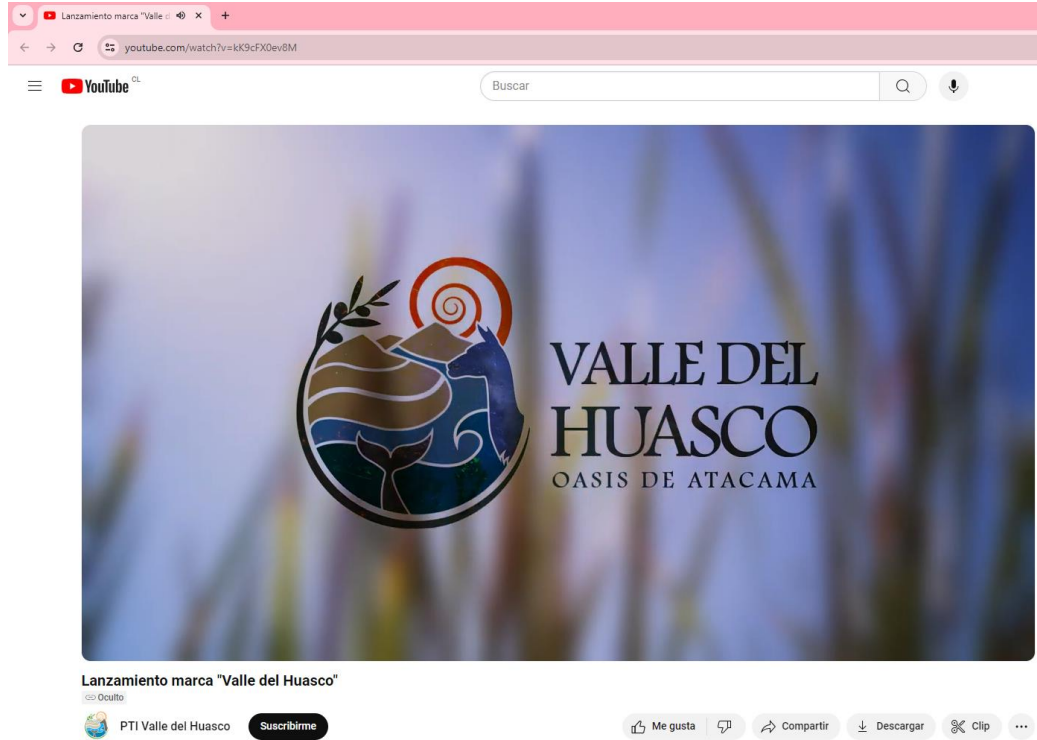 Lanzamiento marca "Valle d
youtube.com/watch?v=kK9cFX0ev8M
YouTube CL
Buscar
VALLE DEL
HUASCO
OASIS DE ATACAMA
Lanzamiento marca "Valle del Huasco"
Oculto
PTI Valle del Huasco
Suscribirme
Me gusta
Compartir
Descargar
Clip